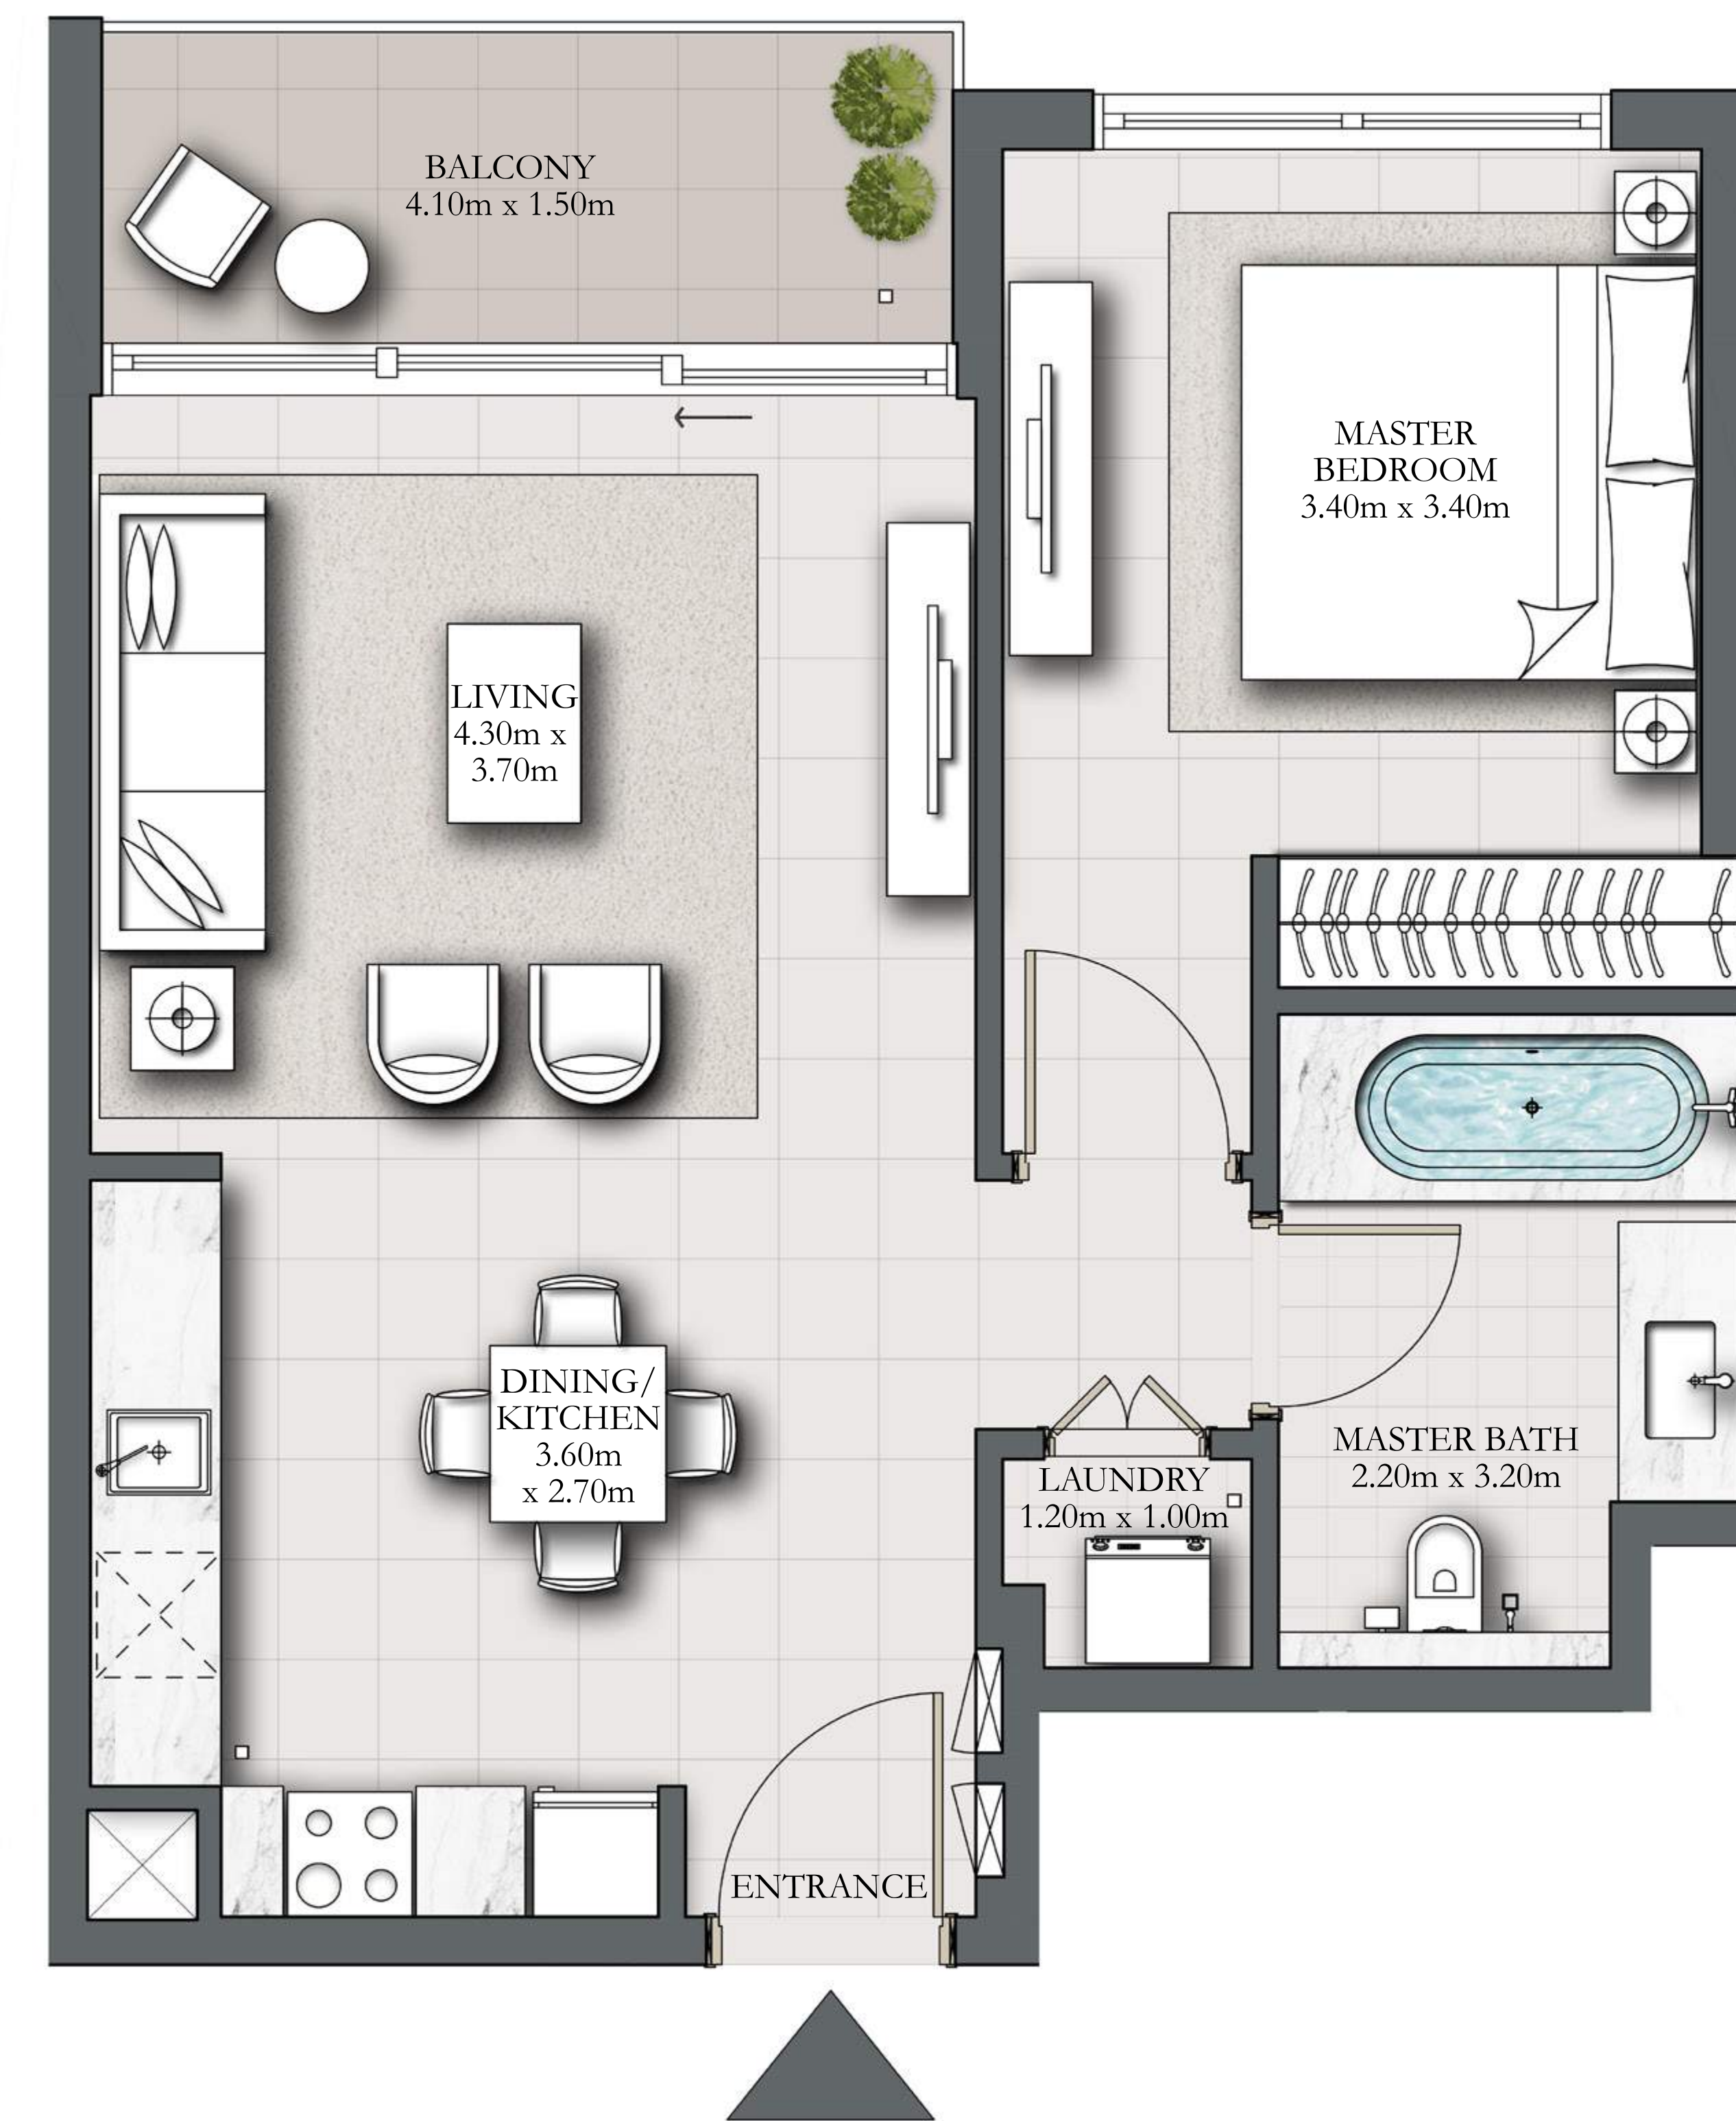 BALCONY
4.10m x 1.50m
MASTER
BEDROOM
3.40m x 3.40m
LIVING
4.30m x
3.70m
DINING/
KITCHEN
3.60m
x 2.70m
MASTER BATH
2.20m x 3.20m
LAUNDRY
1.20m x 1.00m
ENTRANCE